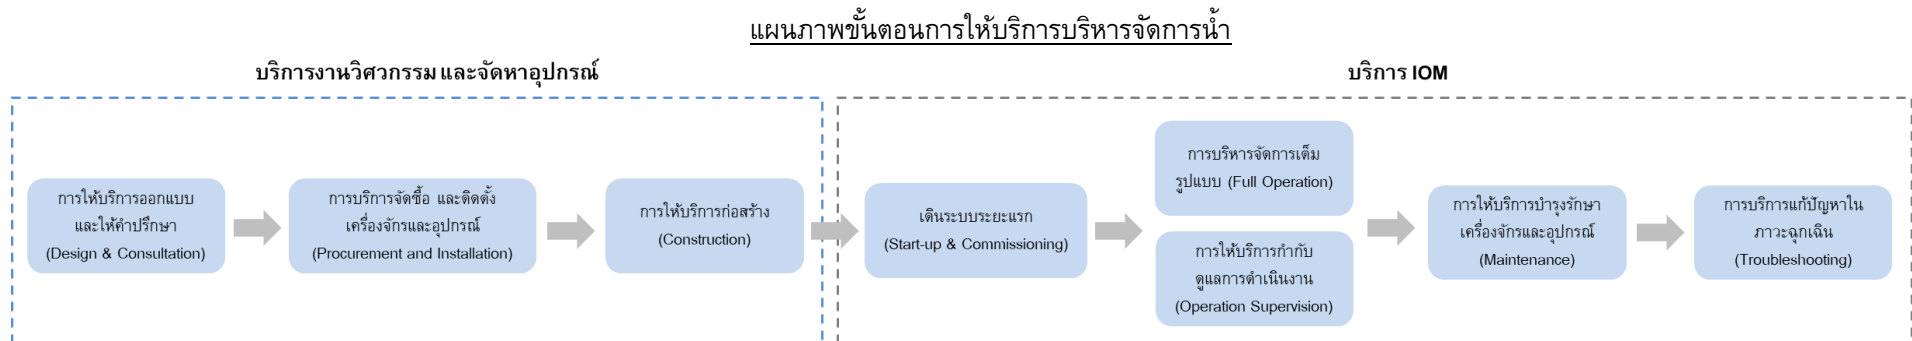 แผนภาพขั้นตอนการให้บริการบริหารจัดการน้ำ
บริการงานวิศวกรรม และจัดหาอุปกรณ์
บริการ IOM
การให้บริการออกแบบ
และให้คำปรึกษา
(Design & Consultation)
การบริการจัดซื้อ และติดตั้ง
เครื่องจักรและอุปกรณ์
(Procurement and Installation)
การให้บริการก่อสร้าง
(Construction)
เดินระบบระยะแรก
(Start-up & Commissioning)
การบริหารจัดการเต็ม
รูปแบบ (Full Operation)
การให้บริการกำกับ
ดูแลการดำเนินงาน
(Operation Supervision)
การให้บริการบำรุงรักษา
เครื่องจักรและอุปกรณ์
(Maintenance)
การบริการแก้ปัญหาใน
ภาวะฉุกเฉิน
(Troubleshooting)